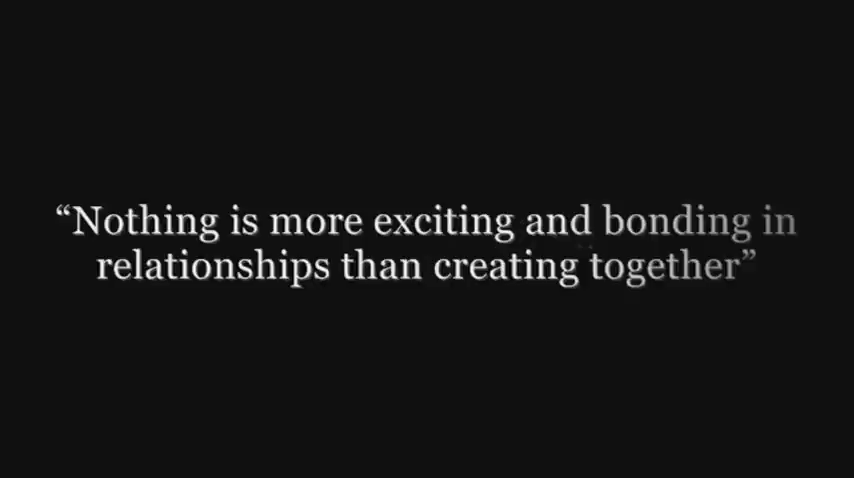 “Nothing is more exciting and bonding in
relationships than creating together”